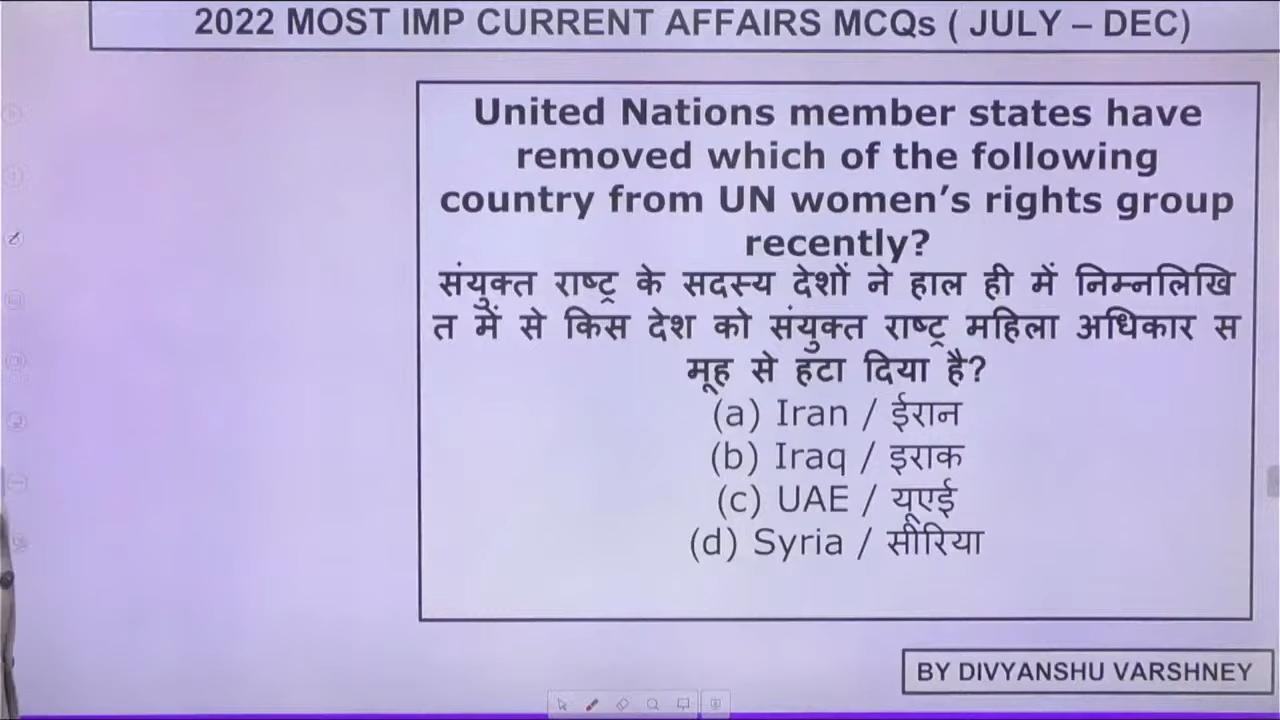 2022 MOST IMP CURRENT AFFAIRS MCQs ( JULY – DEC)
United Nations member states have
removed which of the following
country from UN women’s rights group
recently?
संयुक्त राष्ट्र के सदस्य देशों ने हाल ही में निम्नलिखि
त में से किस देश को संयुक्त राष्ट्र महिला अधिकार स
मूह से हटा दिया है?
(a) Iran / ईरान
(b) Iraq / इराक
(c) UAE / यूएई
(d) Syria / सीरिया
BY DIVYANSHU VARSHNEY